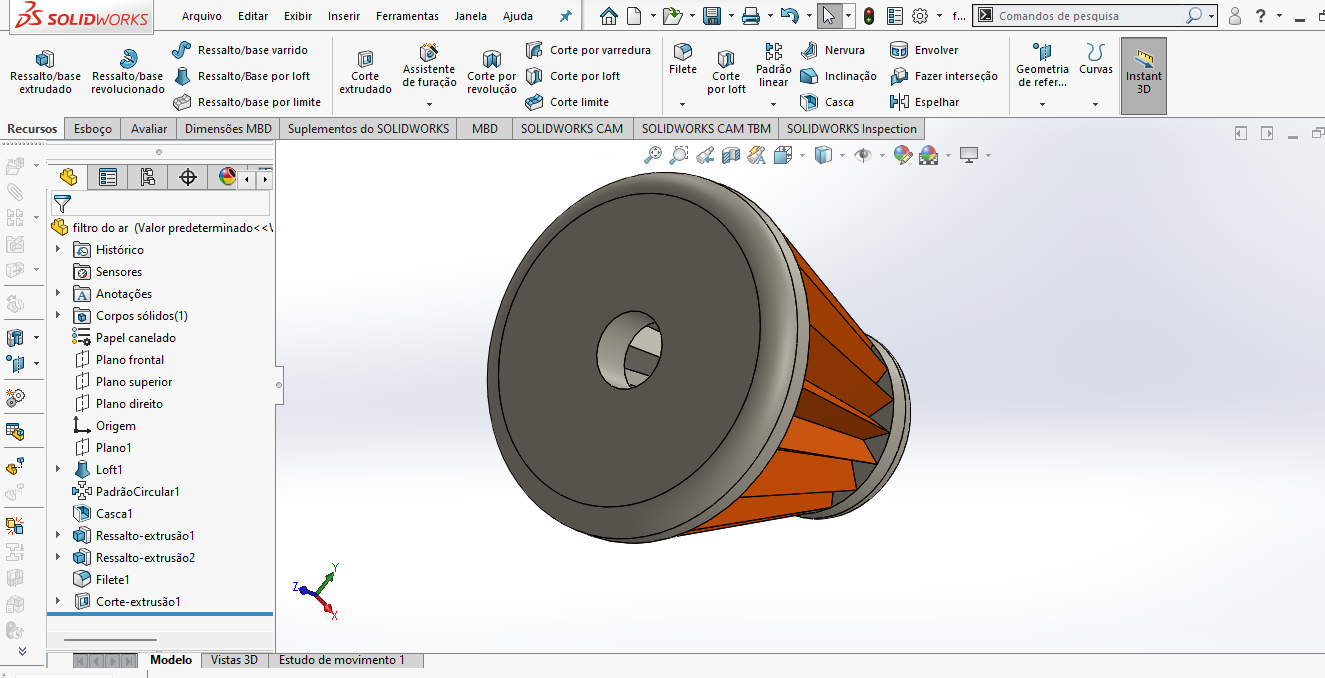 SOLIDWORKS
Arquivo Editar Exibir Inserir Ferramentas Janela Ajuda
f...
Comandos de pesquisa
?
Ressalto/base extrudado
Ressalto/base revolucionado
Ressalto/base varrido
Ressalto/Base por loft
Ressalto/base por limite
Corte extrudado
Assistente de furação
Corte por revolução
Corte por varredura
Corte por loft
Corte limite
Filete
Corte por loft
Padrão linear
Nervura
Inclinação
Casca
Envolver
Fazer interseção
Espelhar
Geometria de refer...
Curvas
Instant 3D
Recursos Esboço Avaliar Dimensões MBD Suplementos do SOLIDWORKS MBD SOLIDWORKS CAM SOLIDWORKS CAM TBM SOLIDWORKS Inspection
filtro do ar (Valor predeterminado<<V
Histórico
Sensores
Anotações
Corpos sólidos(1)
Papel canelado
Plano frontal
Plano superior
Plano direito
Origem
Plano1
Loft1
PadrãoCircular1
Casca1
Ressalto-extrusão1
Ressalto-extrusão2
Filete1
Corte-extrusão1
Y
Z
X
Modelo Vistas 3D Estudo de movimento 1